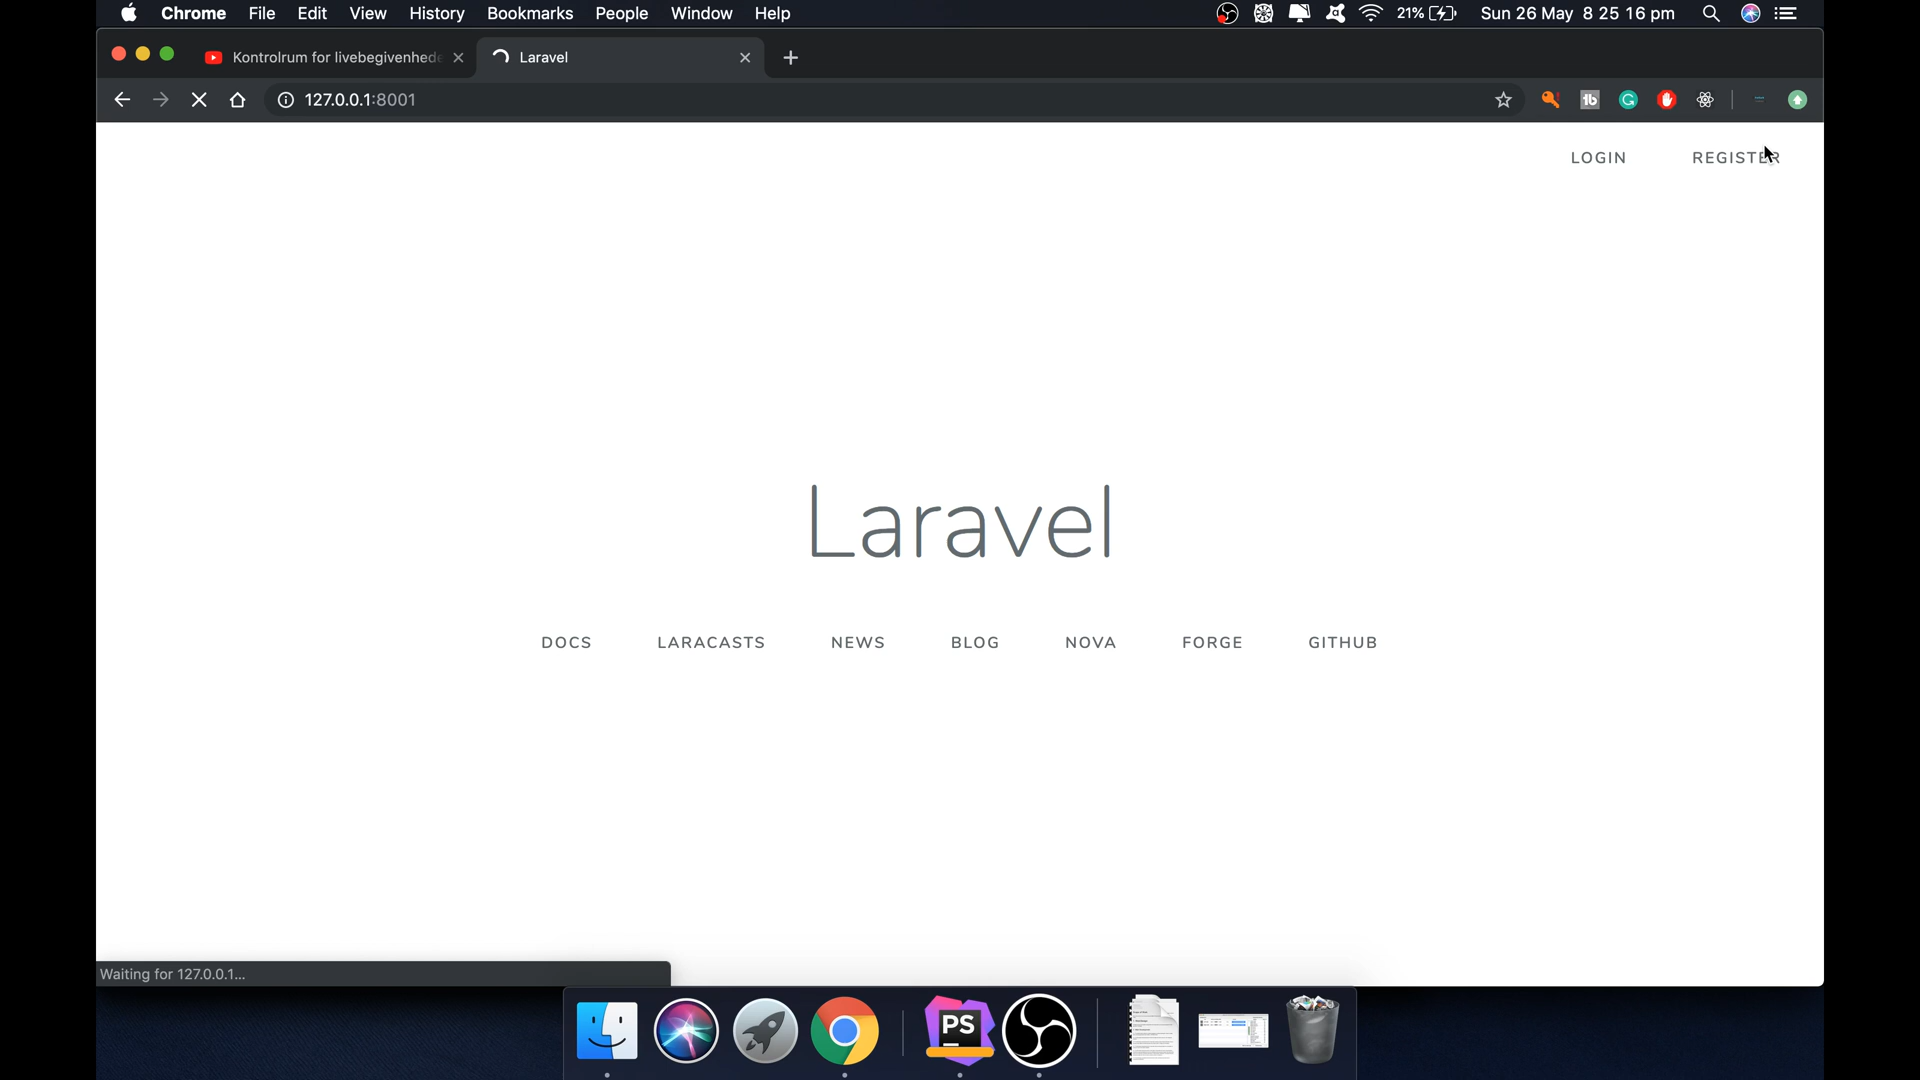 Chrome File Edit View History Bookmarks People Window Help 21% Sun 26 May 8 25 16 pm
Kontrolrum for livebegivenhede Laravel
127.0.0.1:8001
LOGIN REGISTER
Laravel
DOCS LARACASTS NEWS BLOG NOVA FORGE GITHUB
Waiting for 127.0.0.1...
PS